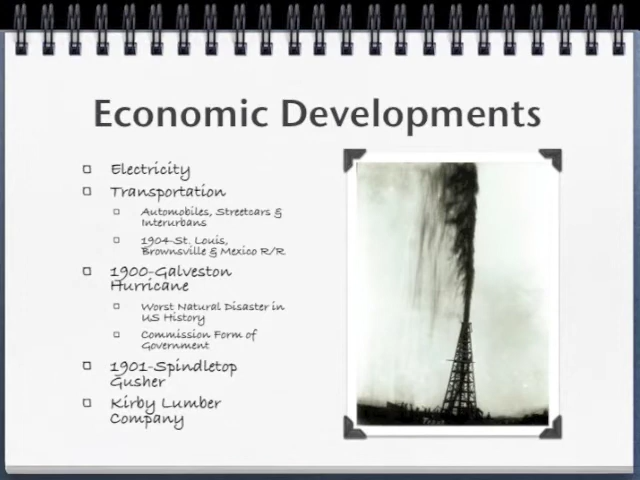 Economic Developments
Electricity
Transportation
Automobiles, Streetcars &
Interurbans
1904-St. Louis,
Brownsville & Mexico R/R
1900-Galveston
Hurricane
Worst Natural Disaster in
US History
Commission Form of
Government
1901-Spindletop
Gusher
Kirby Lumber
Company